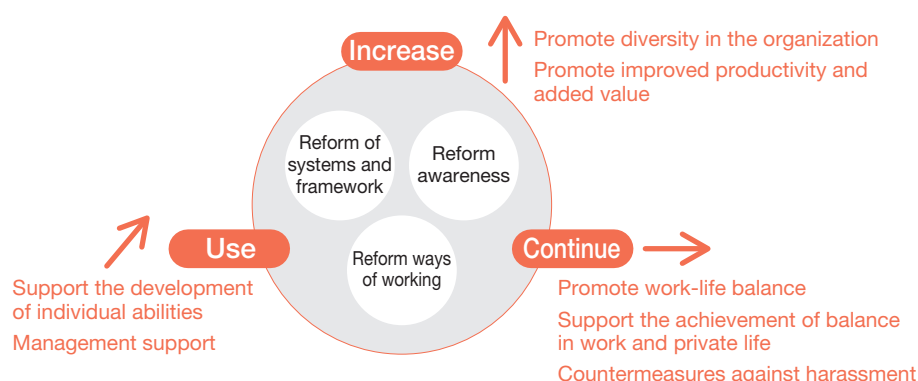 Increase
Promote diversity in the organization
Promote improved productivity and
added value
Reform of
systems and
framework
Reform
awareness
Use
Reform ways
of working
Continue
Support the development
of individual abilities
Management support
Promote work-life balance
Support the achievement of balance
in work and private life
Countermeasures against harassment